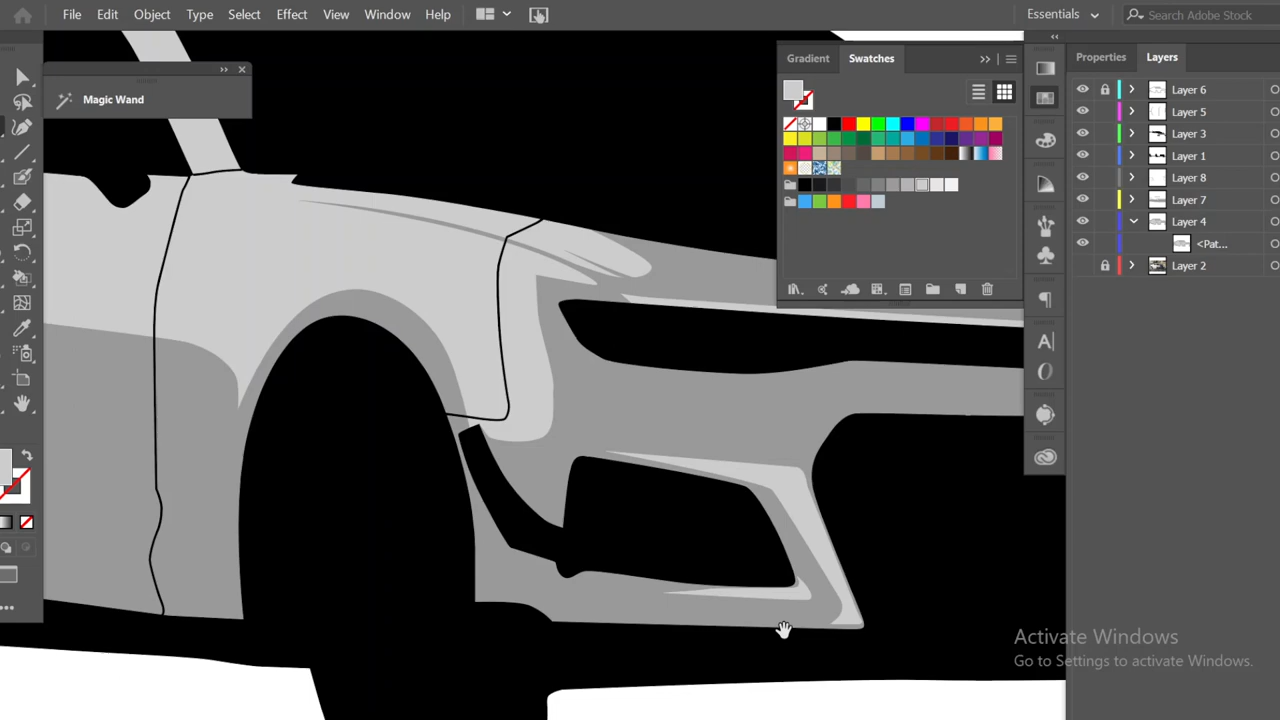 File Edit Object Type Select Effect View Window Help Essentials Search Adobe Stock
Magic Wand
Gradient Swatches
Properties Layers
Layer 6
Layer 5
Layer 3
Layer 1
Layer 8
Layer 7
Layer 4
<Pat...
Layer 2
Activate Windows
Go to Settings to activate Windows.